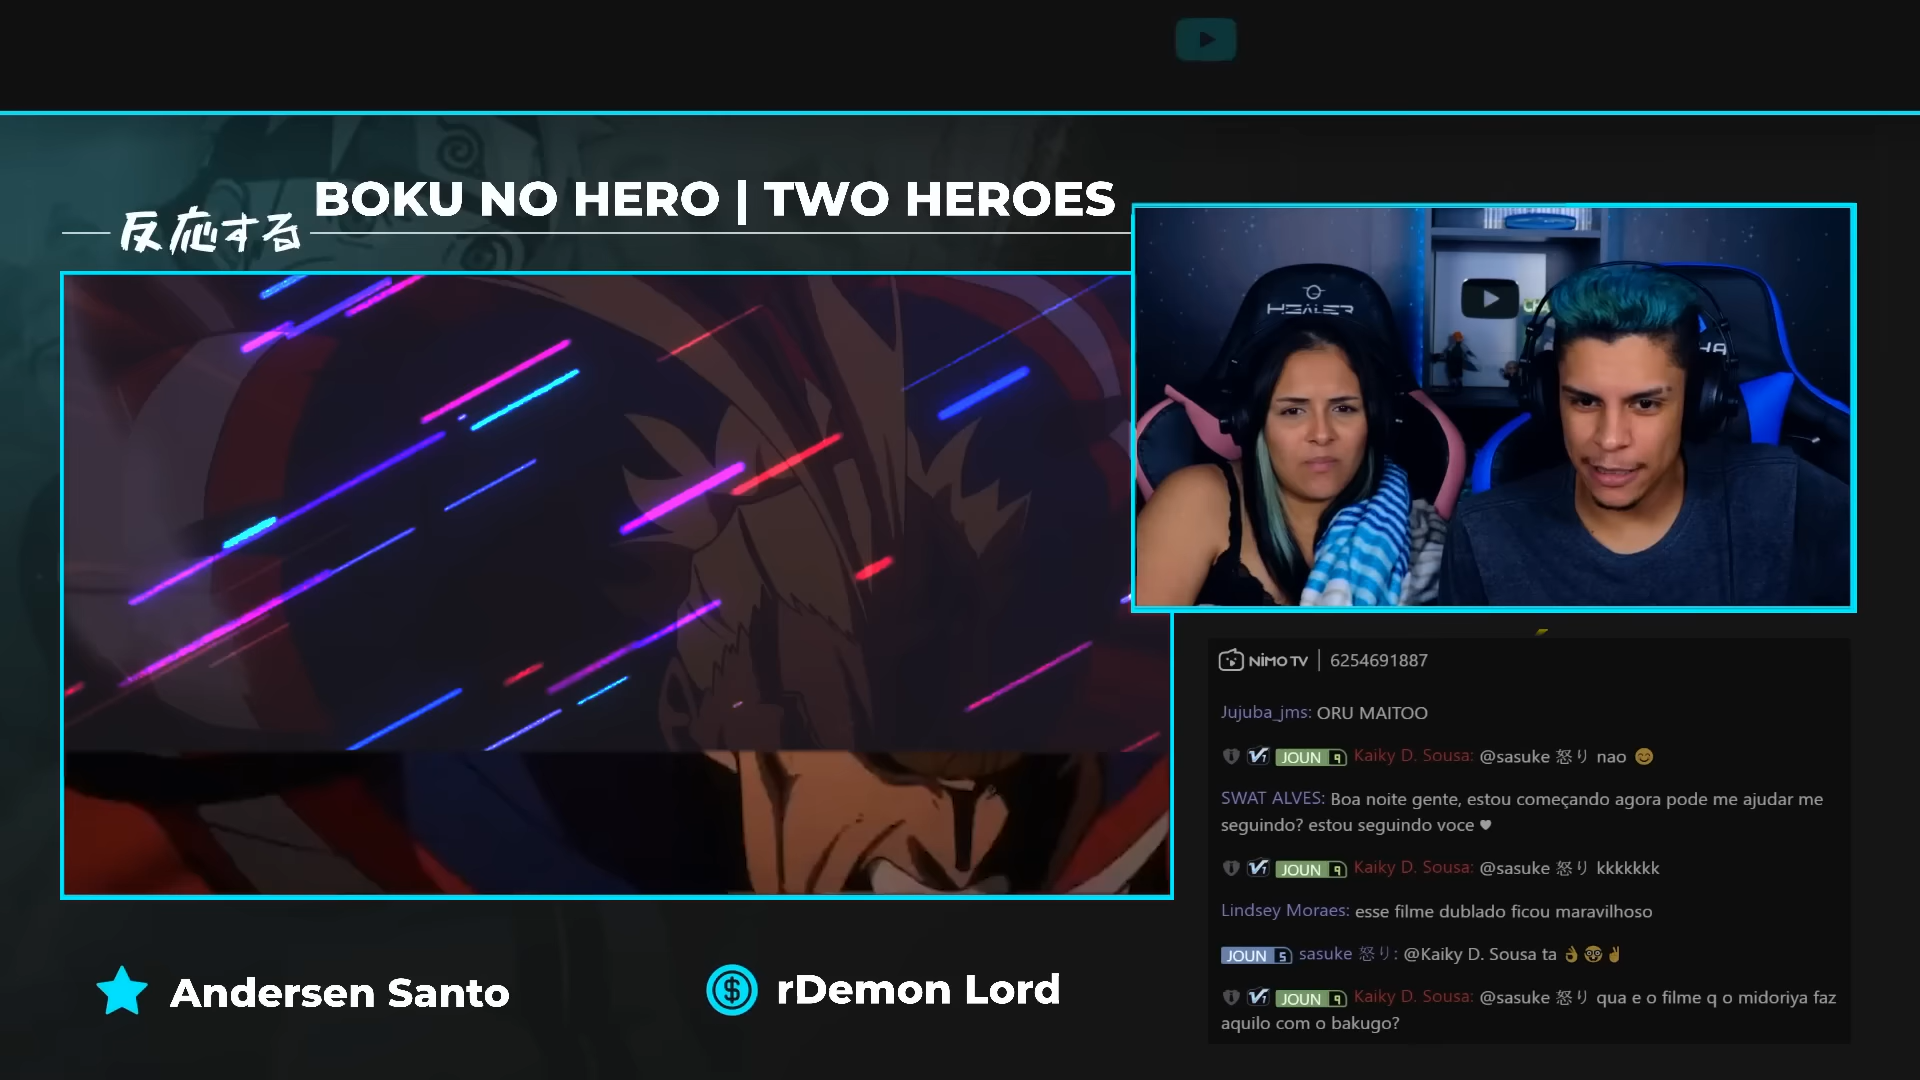 BOKU NO HERO | TWO HEROES
反応する
HEALER
HA
NIMO TV | 6254691887
Jujuba_jms: ORU MAITOO
V1 JOUN 9 Kaiky D. Sousa: @sasuke 怒り nao 😊
SWAT ALVES: Boa noite gente, estou começando agora pode me ajudar me
seguindo? estou seguindo voce ♥
V1 JOUN 9 Kaiky D. Sousa: @sasuke 怒り kkkkkkk
Lindsey Moraes: esse filme dublado ficou maravilhoso
JOUN 5 sasuke 怒り: @Kaiky D. Sousa ta 👌🤓✌
V1 JOUN 9 Kaiky D. Sousa: @sasuke 怒り qua e o filme q o midoriya faz
aquilo com o bakugo?
Andersen Santo
$ rDemon Lord